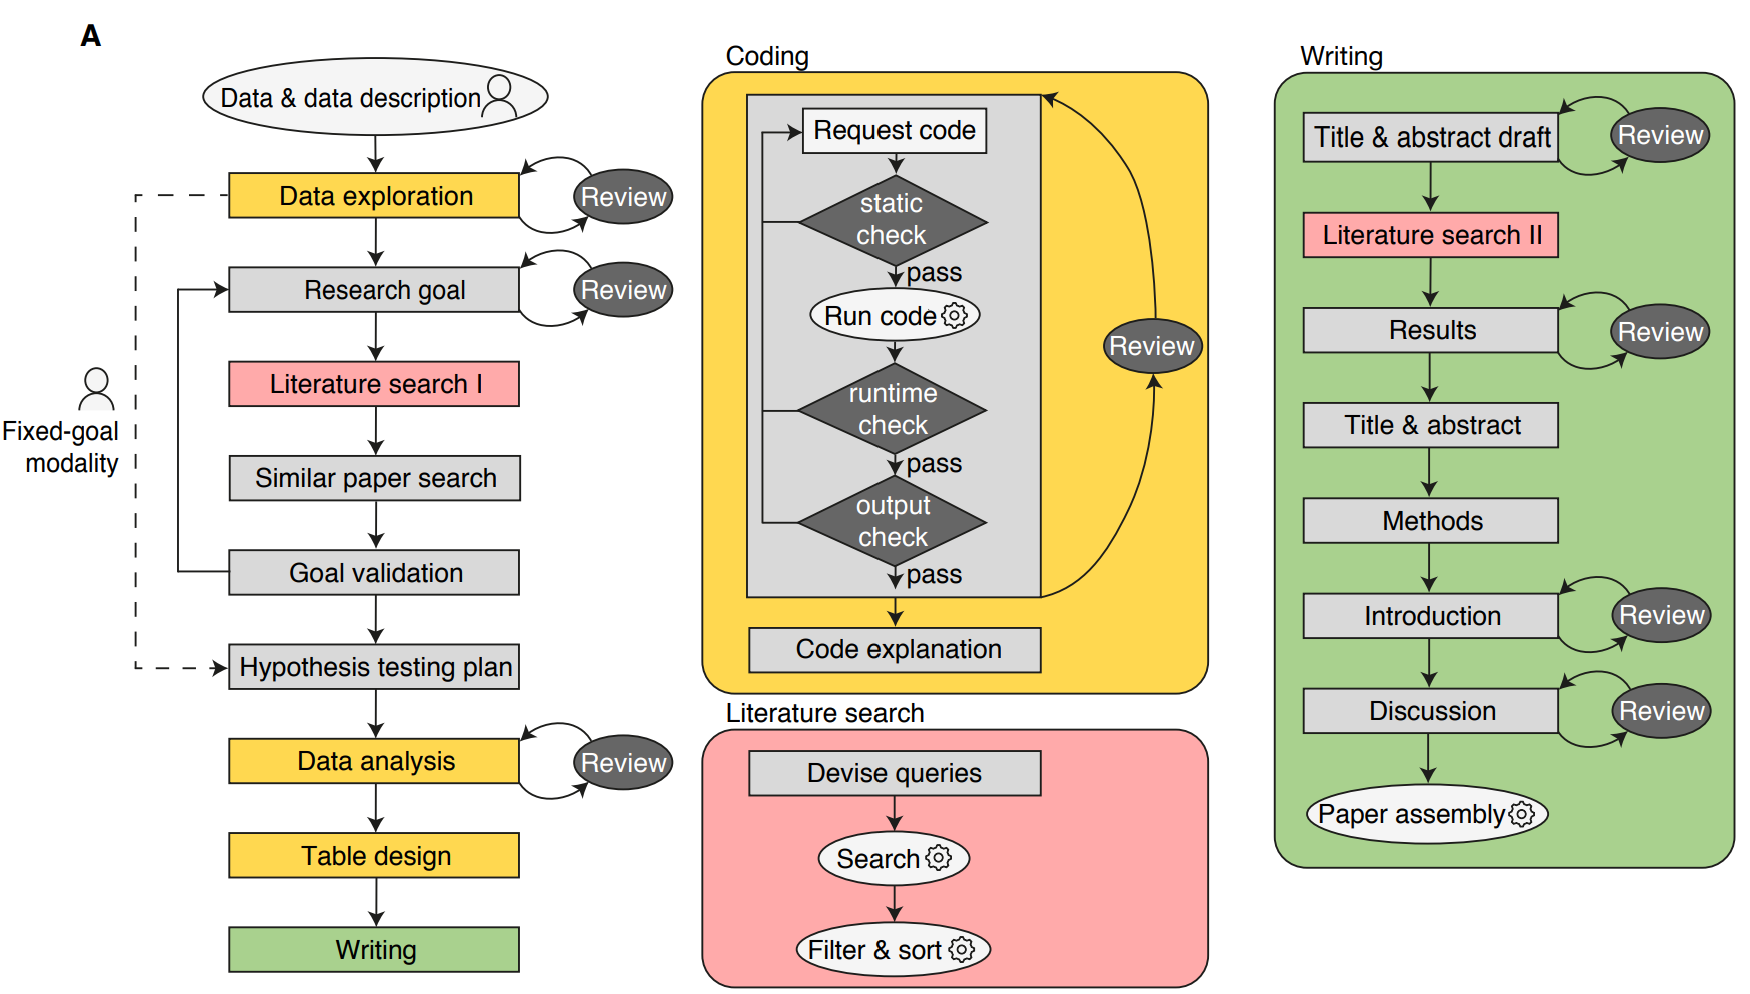 A
Data & data description
Data exploration
Review
Research goal
Review
Literature search I
Similar paper search
Goal validation
Hypothesis testing plan
Data analysis
Review
Table design
Writing
Fixed-goal
modality
Coding
Request code
static
check
pass
Run code
runtime
check
pass
output
check
pass
Review
Code explanation
Literature search
Devise queries
Search
Filter & sort
Writing
Title & abstract draft
Review
Literature search II
Results
Review
Title & abstract
Methods
Introduction
Review
Discussion
Review
Paper assembly